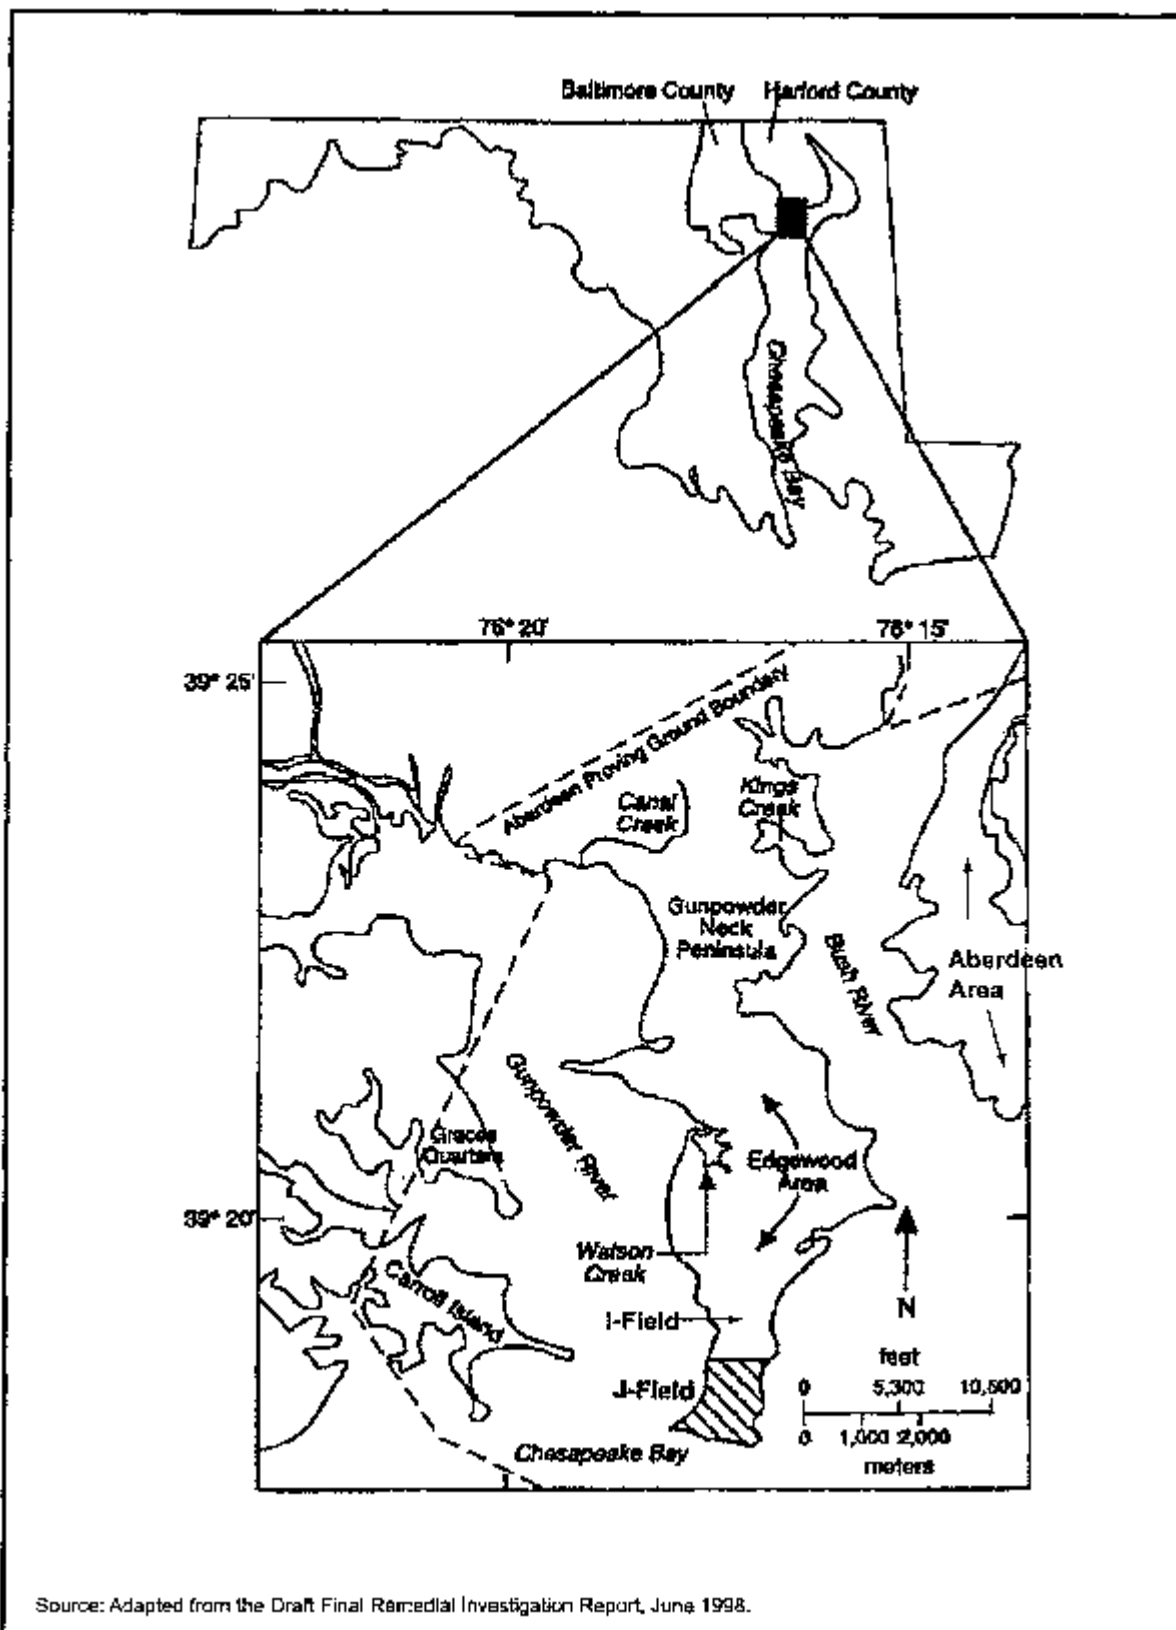 Baltimore County
Harford County
Chesapeake Bay
76° 20'
76° 15'
39° 25'
Aberdeen Proving Ground Boundary
Canal
Creek
Kings
Creek
Gunpowder
Neck
Peninsula
Bush River
Aberdeen
Area
Gunpowder River
Graces
Quarters
Edgewood
Area
39° 20'
Watson
Creek
Carroll Island
N
I-Field
feet
J-Field
0 5,300 10,600
0 1,000 2,000
meters
Chesapeake Bay
Source: Adapted from the Draft Final Remedial Investigation Report, June 1998.